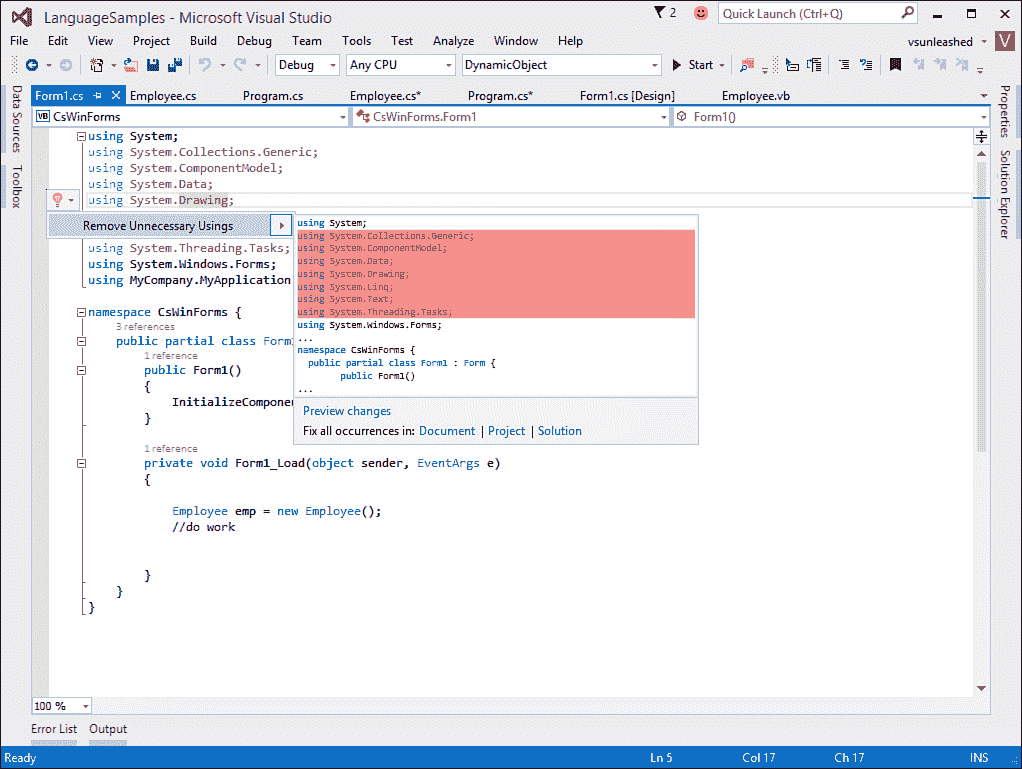 LanguageSamples - Microsoft Visual Studio
2
Quick Launch (Ctrl+Q)
File Edit View Project Build Debug Team Tools Test Analyze Window Help
vsunleashed V
Debug Any CPU DynamicObject Start
Data Sources
Toolbox
Form1.cs Employee.cs Program.cs Employee.cs* Program.cs* Form1.cs [Design] Employee.vb
VB CsWinForms CsWinForms.Form1 Form1()
Properties
Solution Explorer
using System;
using System.Collections.Generic;
using System.ComponentModel;
using System.Data;
using System.Drawing;
Remove Unnecessary Usings
using System.Threading.Tasks;
using System.Windows.Forms;
using MyCompany.MyApplication
namespace CsWinForms {
3 references
public partial class Form
1 reference
public Form1()
{
InitializeCompone
}
1 reference
private void Form1_Load(object sender, EventArgs e)
{
Employee emp = new Employee();
//do work
}
}
}
using System;
using System.Collections.Generic;
using System.ComponentModel;
using System.Data;
using System.Drawing;
using System.Linq;
using System.Text;
using System.Threading.Tasks;
using System.Windows.Forms;
...
namespace CsWinForms {
public partial class Form1 : Form {
public Form1()
...
Preview changes
Fix all occurrences in: Document | Project | Solution
100 %
Error List Output
Ready Ln 5 Col 17 Ch 17 INS